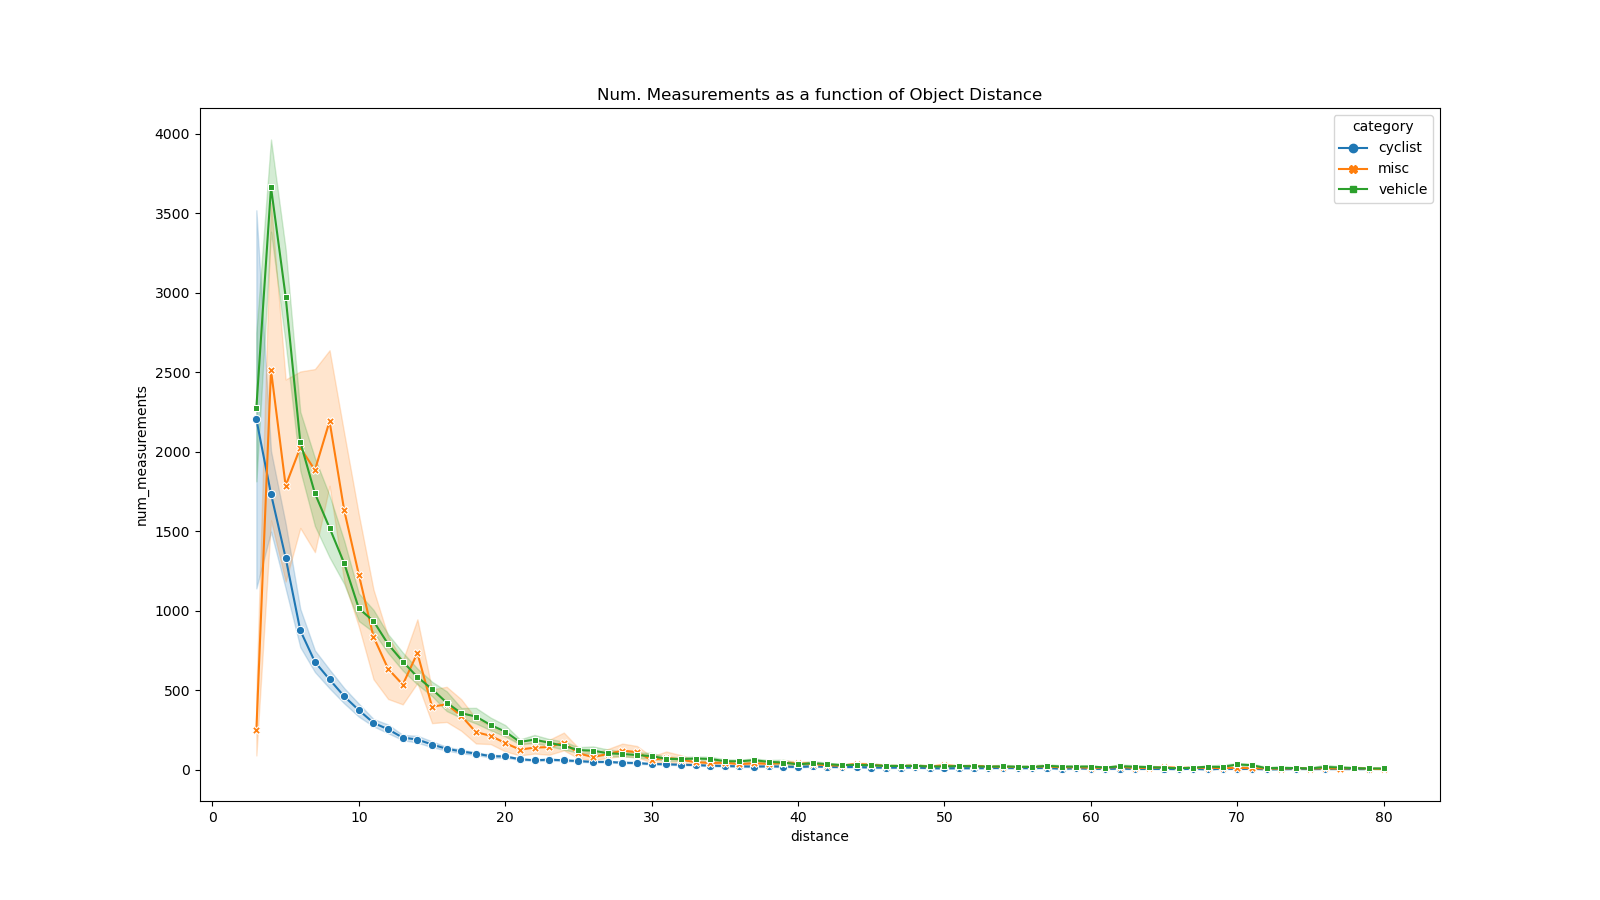 Num. Measurements as a function of Object Distance
category
cyclist
misc
vehicle
num_measurements
4000
3500
3000
2500
2000
1500
1000
500
0
0 10 20 30 40 50 60 70 80
distance